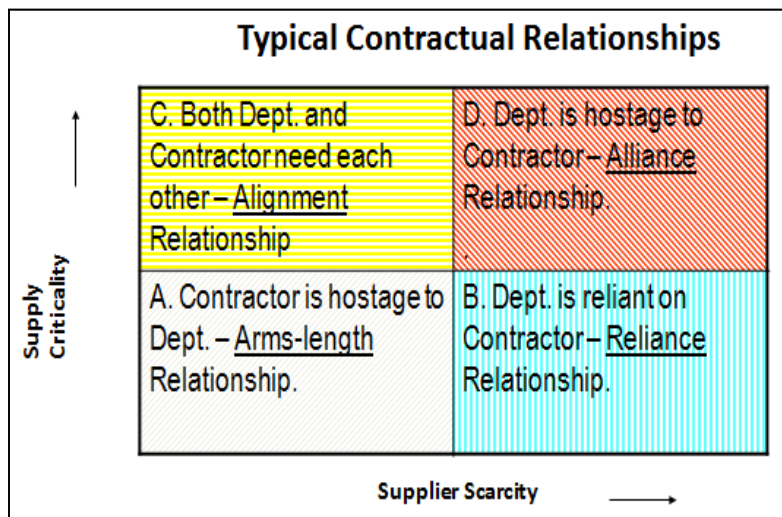 Typical Contractual Relationships
C. Both Dept. and
Contractor need each
other – Alignment
Relationship
D. Dept. is hostage to
Contractor – Alliance
Relationship.
.
Supply
Criticality
A. Contractor is hostage to
Dept. – Arms-length
Relationship.
B. Dept. is reliant on
Contractor – Reliance
Relationship.
Supplier Scarcity